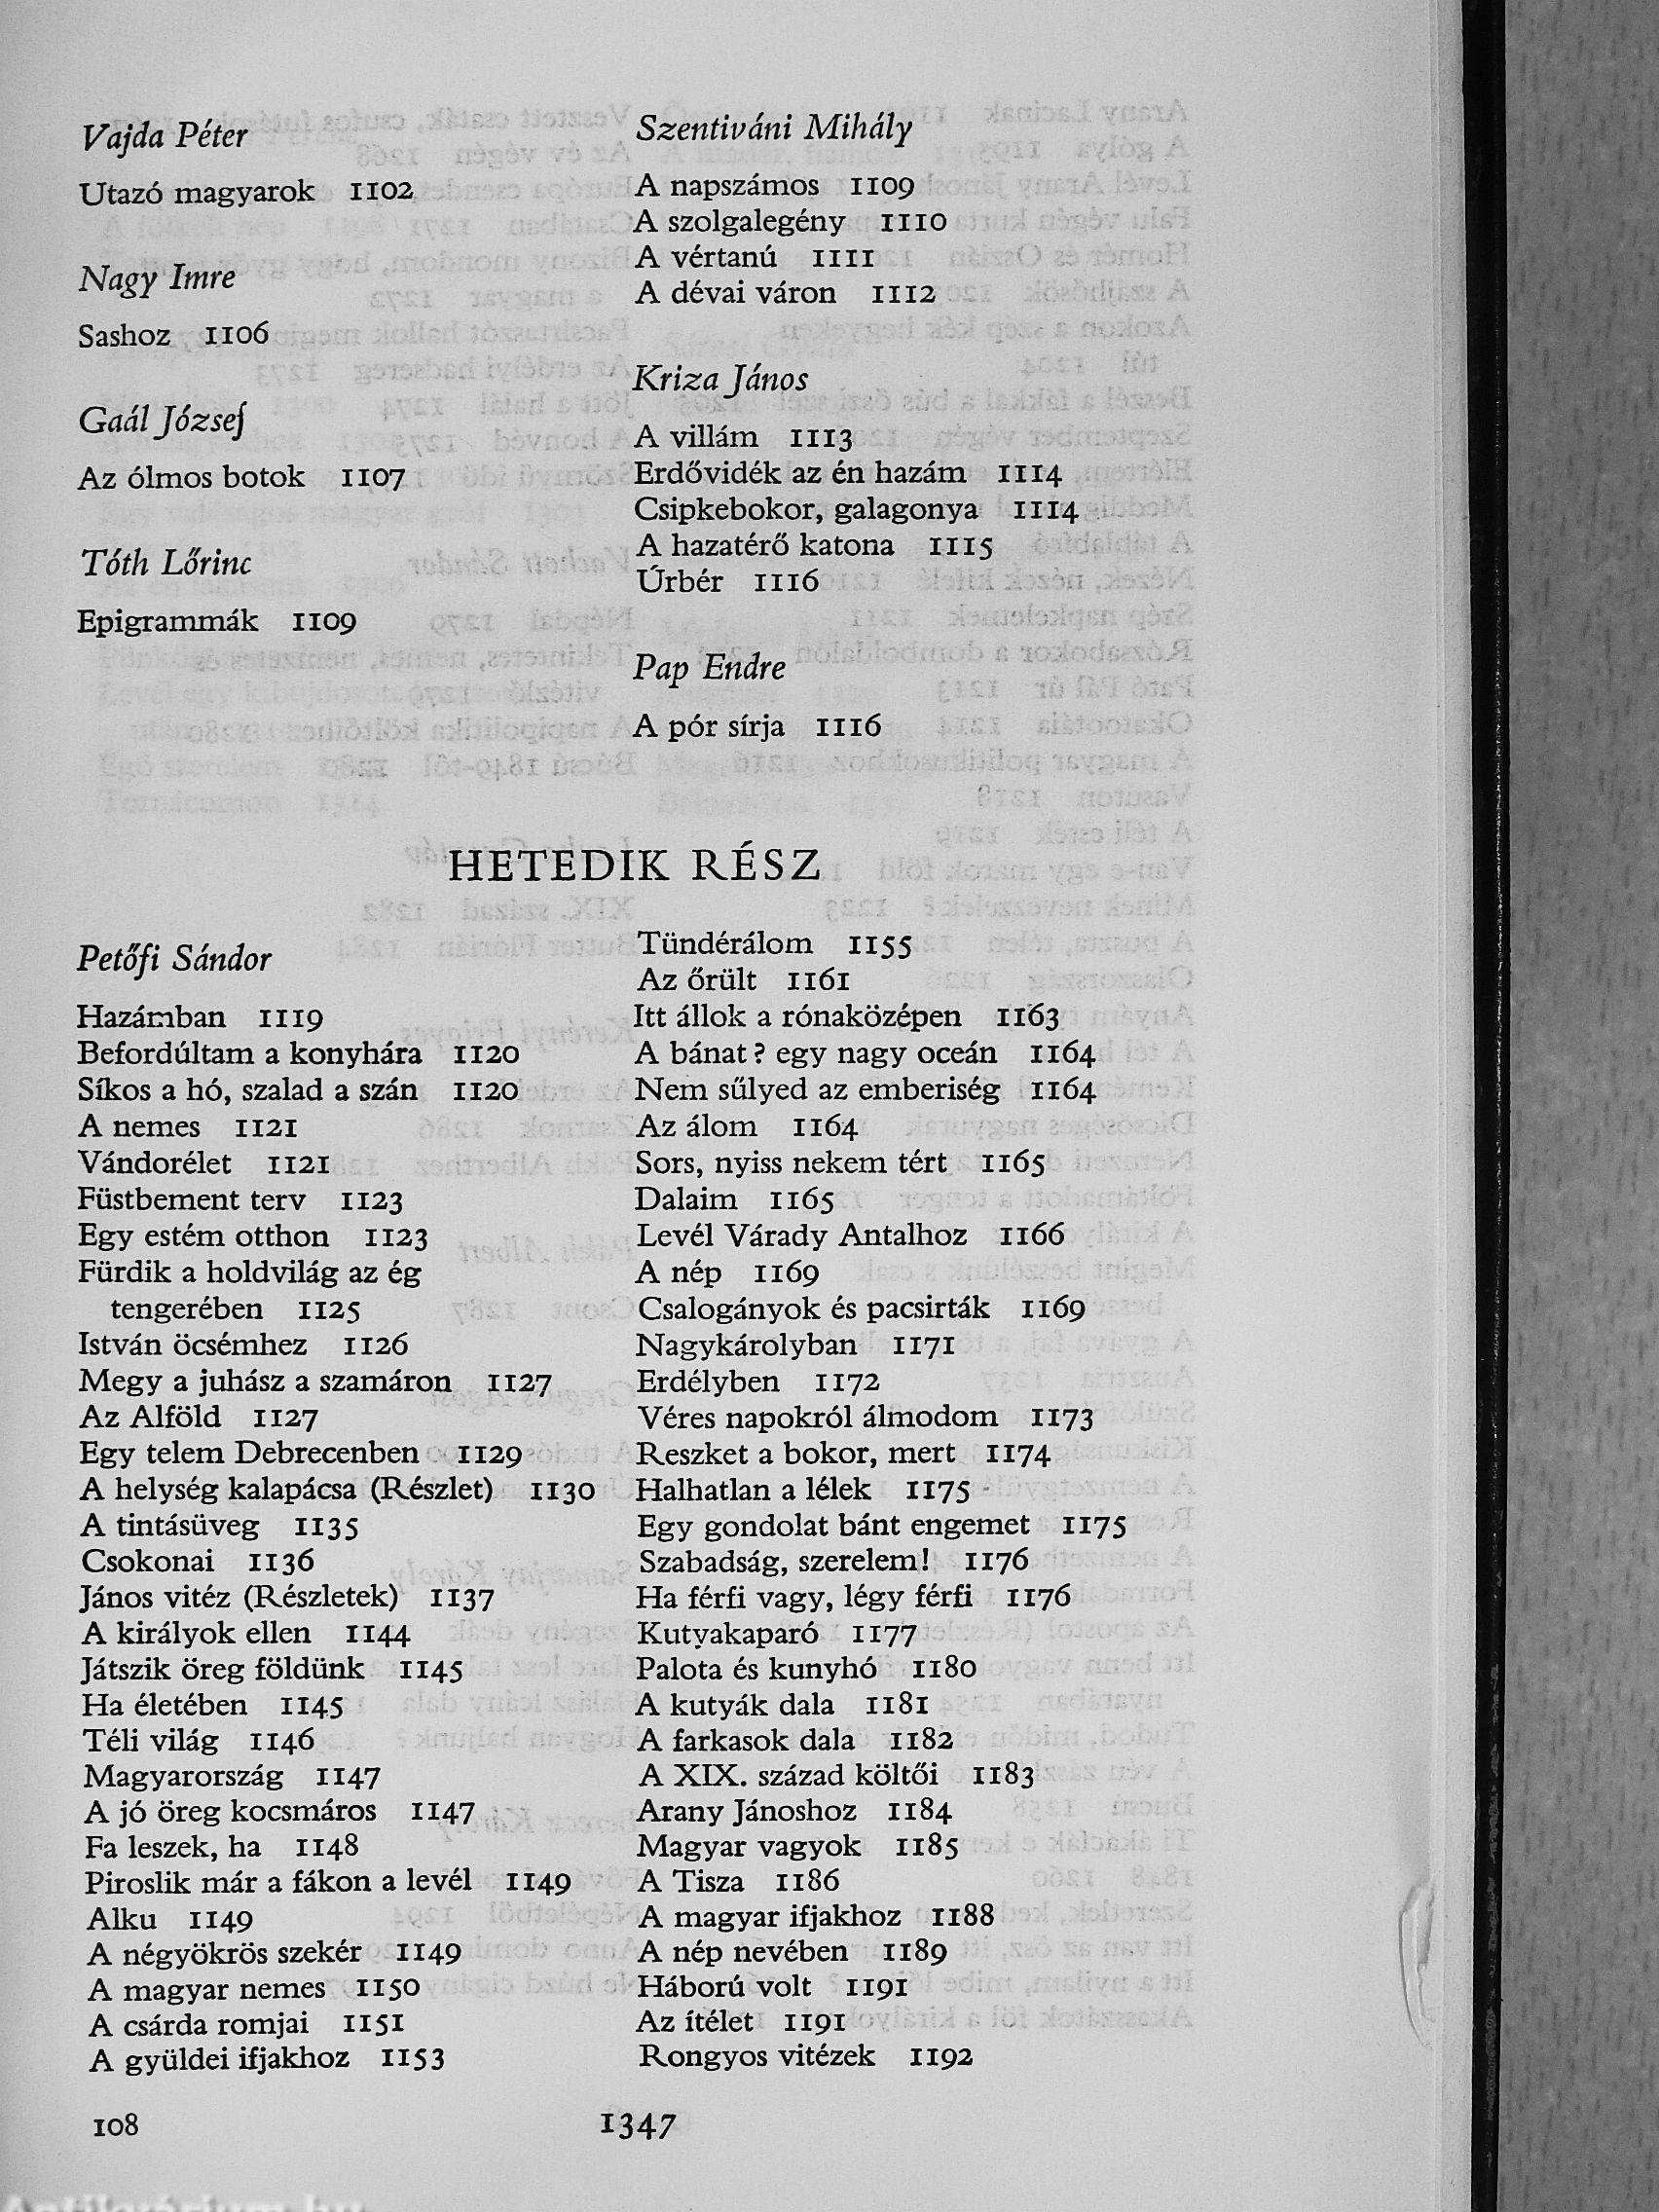 Vajda Péter
Utazó magyarok 1102
Nagy Imre
Sashoz 1106
Gaál József
Az ólmos botok 1107
Tóth Lőrinc
Epigrammák 1109
Szentiváni Mihály
A napszámos 1109
A szolgalegény 1110
A vértanú 1111
A dévai váron 1112
Kriza János
A villám 1113
Erdővidék az én hazám 1114
Csipkebokor, galagonya 1114
A hazatérő katona 1115
Úrbér 1116
Pap Endre
A pór sírja 1116
HETEDIK RÉSZ
Petőfi Sándor
Hazámban 1119
Befordúltam a konyhára 1120
Síkos a hó, szalad a szán 1120
A nemes 1121
Vándorélet 1121
Füstbement terv 1123
Egy estém otthon 1123
Fürdik a holdvilág az ég
tengerében 1125
István öcsémhez 1126
Megy a juhász a szamáron 1127
Az Alföld 1127
Egy telem Debrecenben 1129
A helység kalapácsa (Részlet) 1130
A tintásüveg 1135
Csokonai 1136
János vitéz (Részletek) 1137
A királyok ellen 1144
Játszik öreg földünk 1145
Ha életében 1145
Téli világ 1146
Magyarország 1147
A jó öreg kocsmáros 1147
Fa leszek, ha 1148
Piroslik már a fákon a levél 1149
Alku 1149
A négyökrös szekér 1149
A magyar nemes 1150
A csárda romjai 1151
A gyüldei ifjakhoz 1153
Tündérálom 1155
Az őrült 1161
Itt állok a rónaközépen 1163
A bánat? egy nagy oceán 1164
Nem sűlyed az emberiség 1164
Az álom 1164
Sors, nyiss nekem tért 1165
Dalaim 1165
Levél Várady Antalhoz 1166
A nép 1169
Csalogányok és pacsirták 1169
Nagykárolyban 1171
Erdélyben 1172
Véres napokról álmodom 1173
Reszket a bokor, mert 1174
Halhatlan a lélek 1175
Egy gondolat bánt engemet 1175
Szabadság, szerelem! 1176
Ha férfi vagy, légy férfi 1176
Kutyakaparó 1177
Palota és kunyhó 1180
A kutyák dala 1181
A farkasok dala 1182
A XIX. század költői 1183
Arany Jánoshoz 1184
Magyar vagyok 1185
A Tisza 1186
A magyar ifjakhoz 1188
A nép nevében 1189
Háború volt 1191
Az ítélet 1191
Rongyos vitézek 1192
108
1347